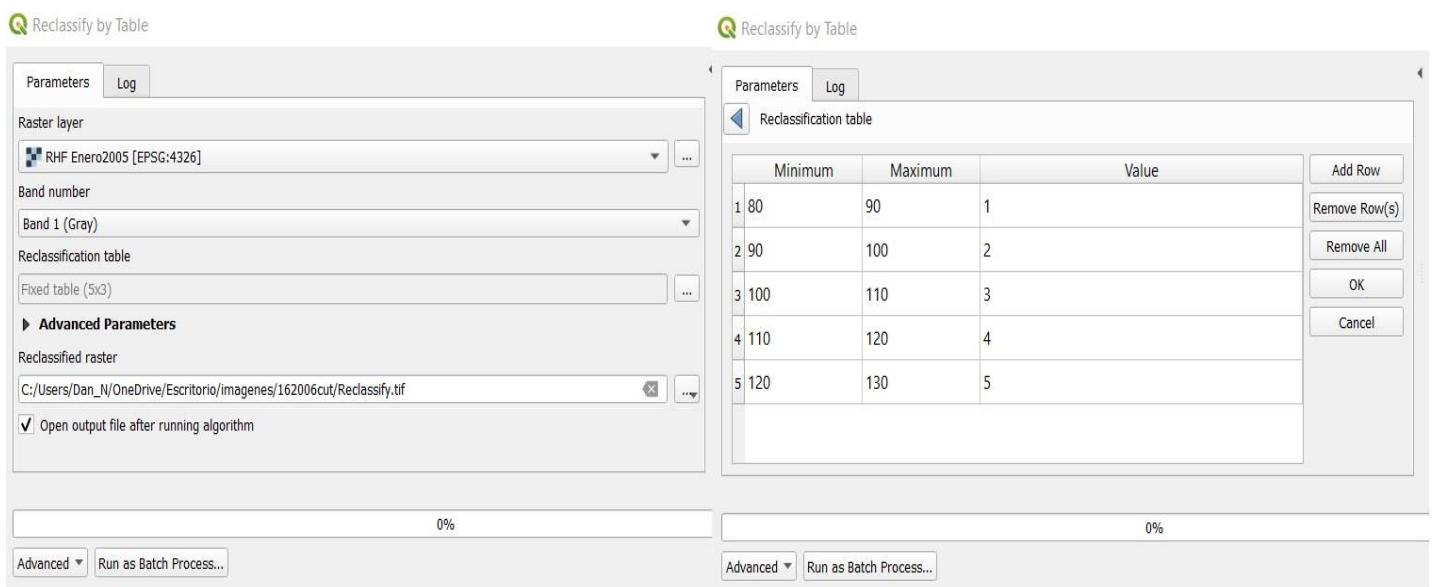 Reclassify by Table
Parameters
Log
Raster layer
RHF Enero2005 [EPSG:4326]
...
Band number
Band 1 (Gray)
Reclassification table
Fixed table (5x3)
...
Advanced Parameters
Reclassified raster
C:/Users/Dan_N/OneDrive/Escritorio/imagenes/162006cut/Reclassify.tif
...
Open output file after running algorithm
0%
Advanced
Run as Batch Process...
Reclassify by Table
Parameters
Log
Reclassification table
Minimum Maximum Value
1 80 90 1
2 90 100 2
3 100 110 3
4 110 120 4
5 120 130 5
Add Row
Remove Row(s)
Remove All
OK
Cancel
0%
Advanced
Run as Batch Process...